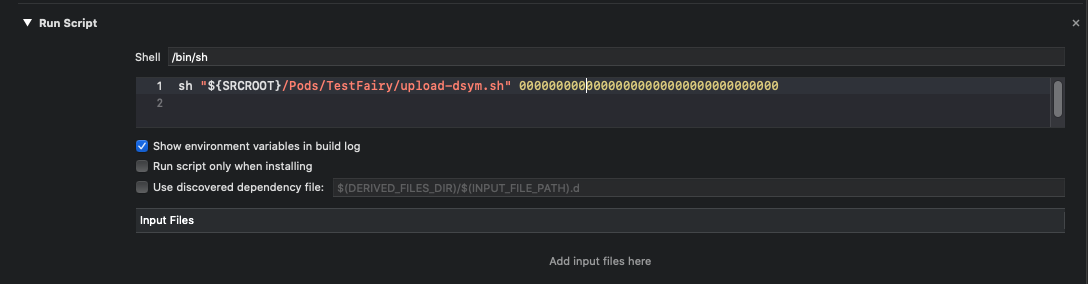 Run Script
Shell /bin/sh
1 sh "${SRCROOT}/Pods/TestFairy/upload-dsym.sh" 0000000000000000000000000000000000000000
2
Show environment variables in build log
Run script only when installing
Use discovered dependency file: $(DERIVED_FILES_DIR)/$(INPUT_FILE_PATH).d
Input Files
Add input files here